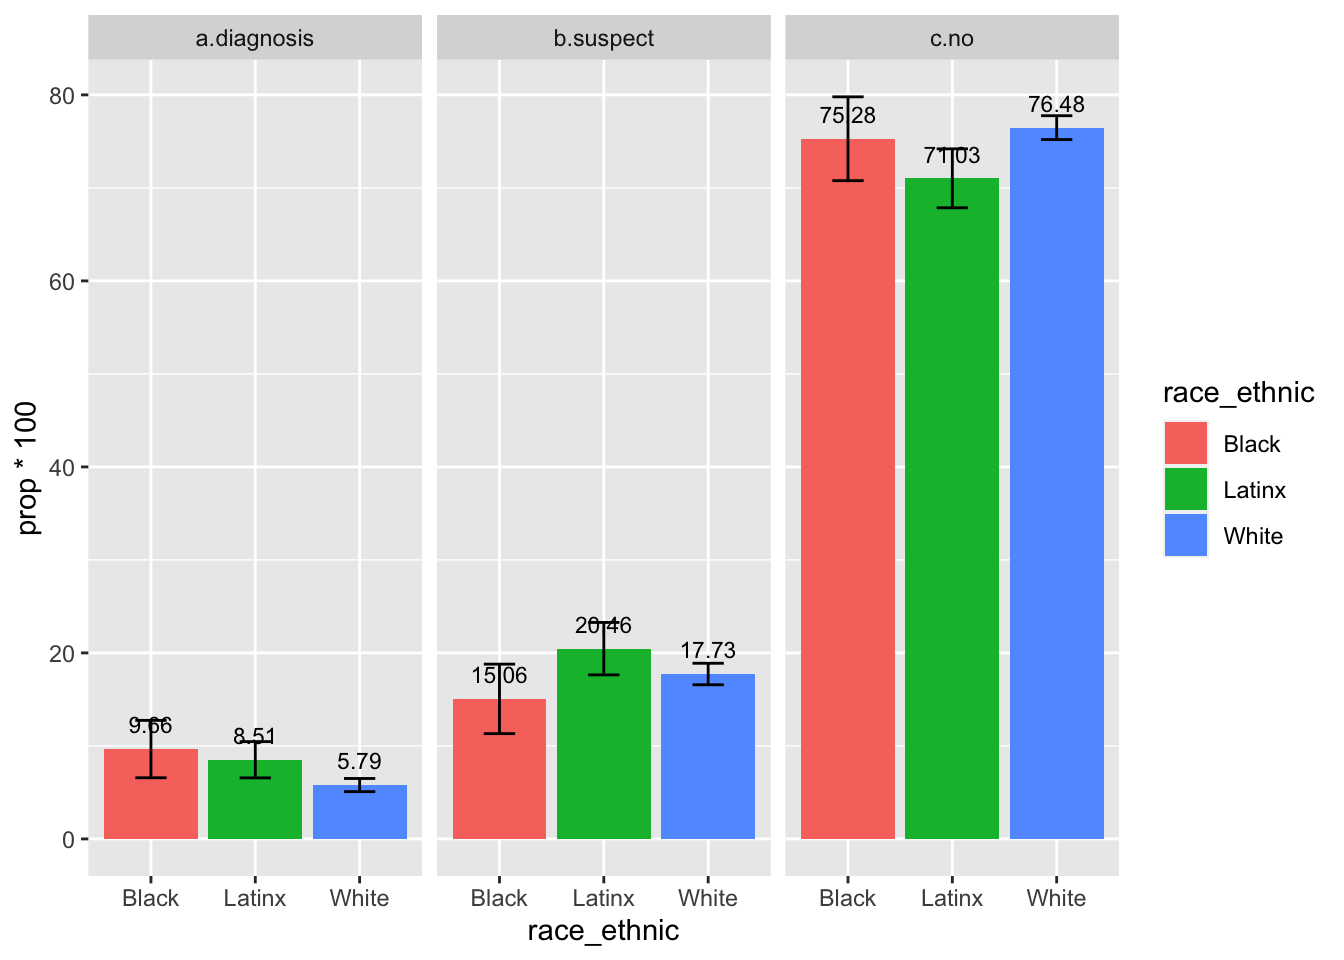 a.diagnosis
b.suspect
c.no
80
60
40
20
0
prop * 100
9.66
8.51
5.79
15.06
20.46
17.73
75.28
71.03
76.48
Black
Latinx
White
Black
Latinx
White
Black
Latinx
White
race_ethnic
race_ethnic
Black
Latinx
White